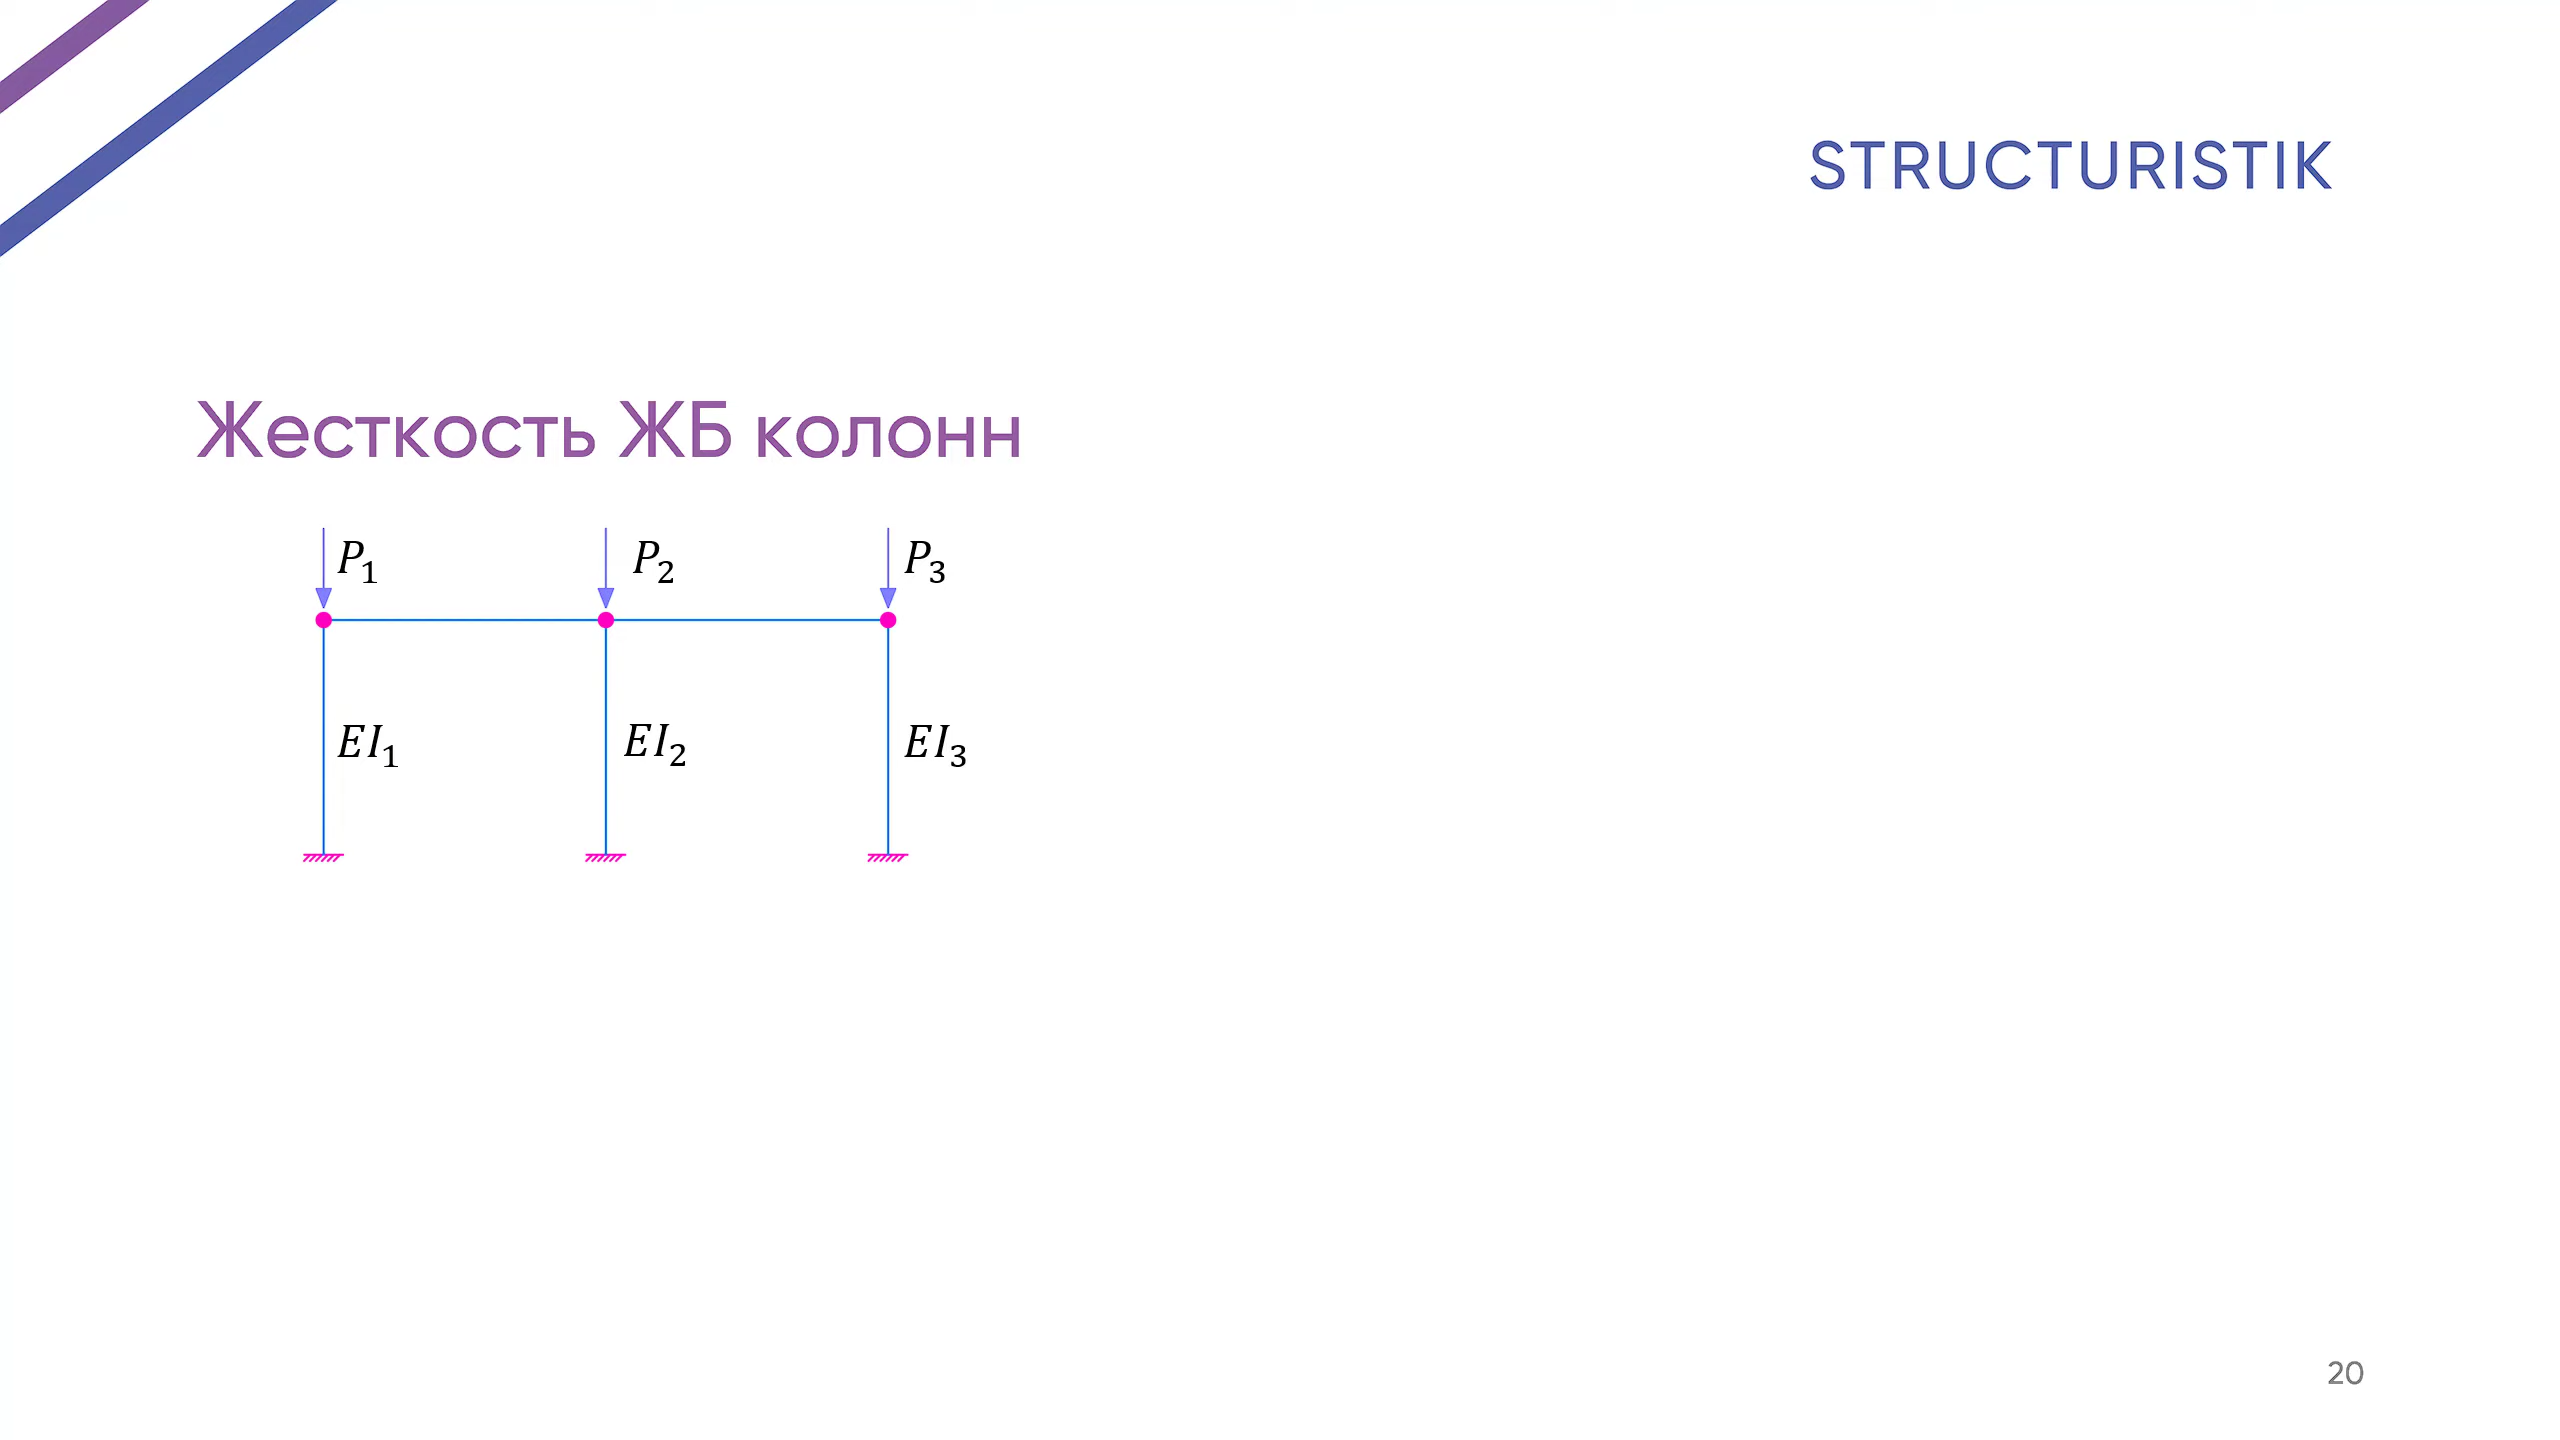 STRUCTURISTIK
Жесткость ЖБ колонн
P₁ P₂ P₃
EI₁ EI₂ EI₃
20